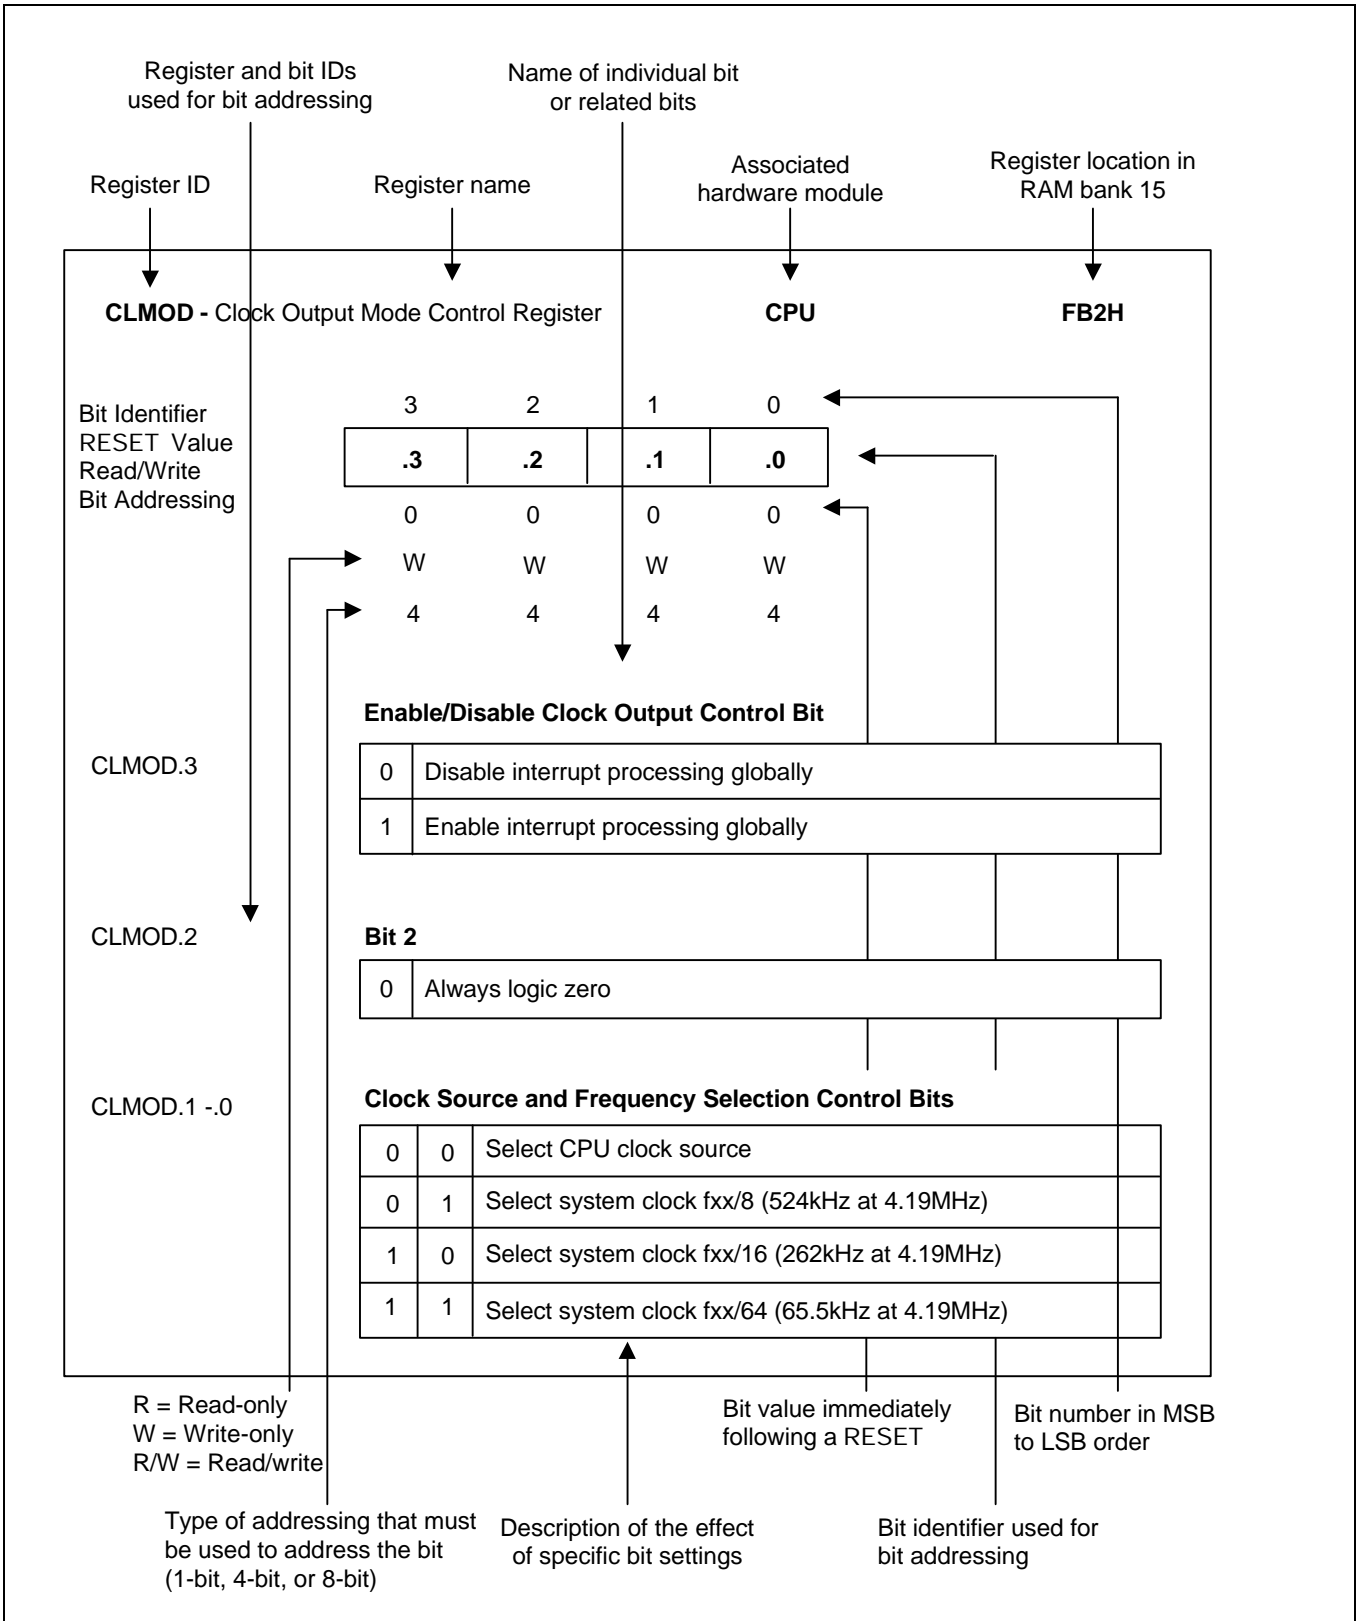 Register and bit IDs
used for bit addressing
Name of individual bit
or related bits
Register ID
Register name
Associated
hardware module
Register location in
RAM bank 15
CLMOD - Clock Output Mode Control Register CPU FB2H
3 2 1 0
Bit Identifier
RESET Value
Read/Write
Bit Addressing
.3 .2 .1 .0
0 0 0 0
W W W W
4 4 4 4
Enable/Disable Clock Output Control Bit
CLMOD.3
0 Disable interrupt processing globally
1 Enable interrupt processing globally
CLMOD.2
Bit 2
0 Always logic zero
CLMOD.1 -.0
Clock Source and Frequency Selection Control Bits
0 0 Select CPU clock source
0 1 Select system clock fxx/8 (524kHz at 4.19MHz)
1 0 Select system clock fxx/16 (262kHz at 4.19MHz)
1 1 Select system clock fxx/64 (65.5kHz at 4.19MHz)
R = Read-only
W = Write-only
R/W = Read/write
Bit value immediately
following a RESET
Bit number in MSB
to LSB order
Type of addressing that must
be used to address the bit
(1-bit, 4-bit, or 8-bit)
Description of the effect
of specific bit settings
Bit identifier used for
bit addressing